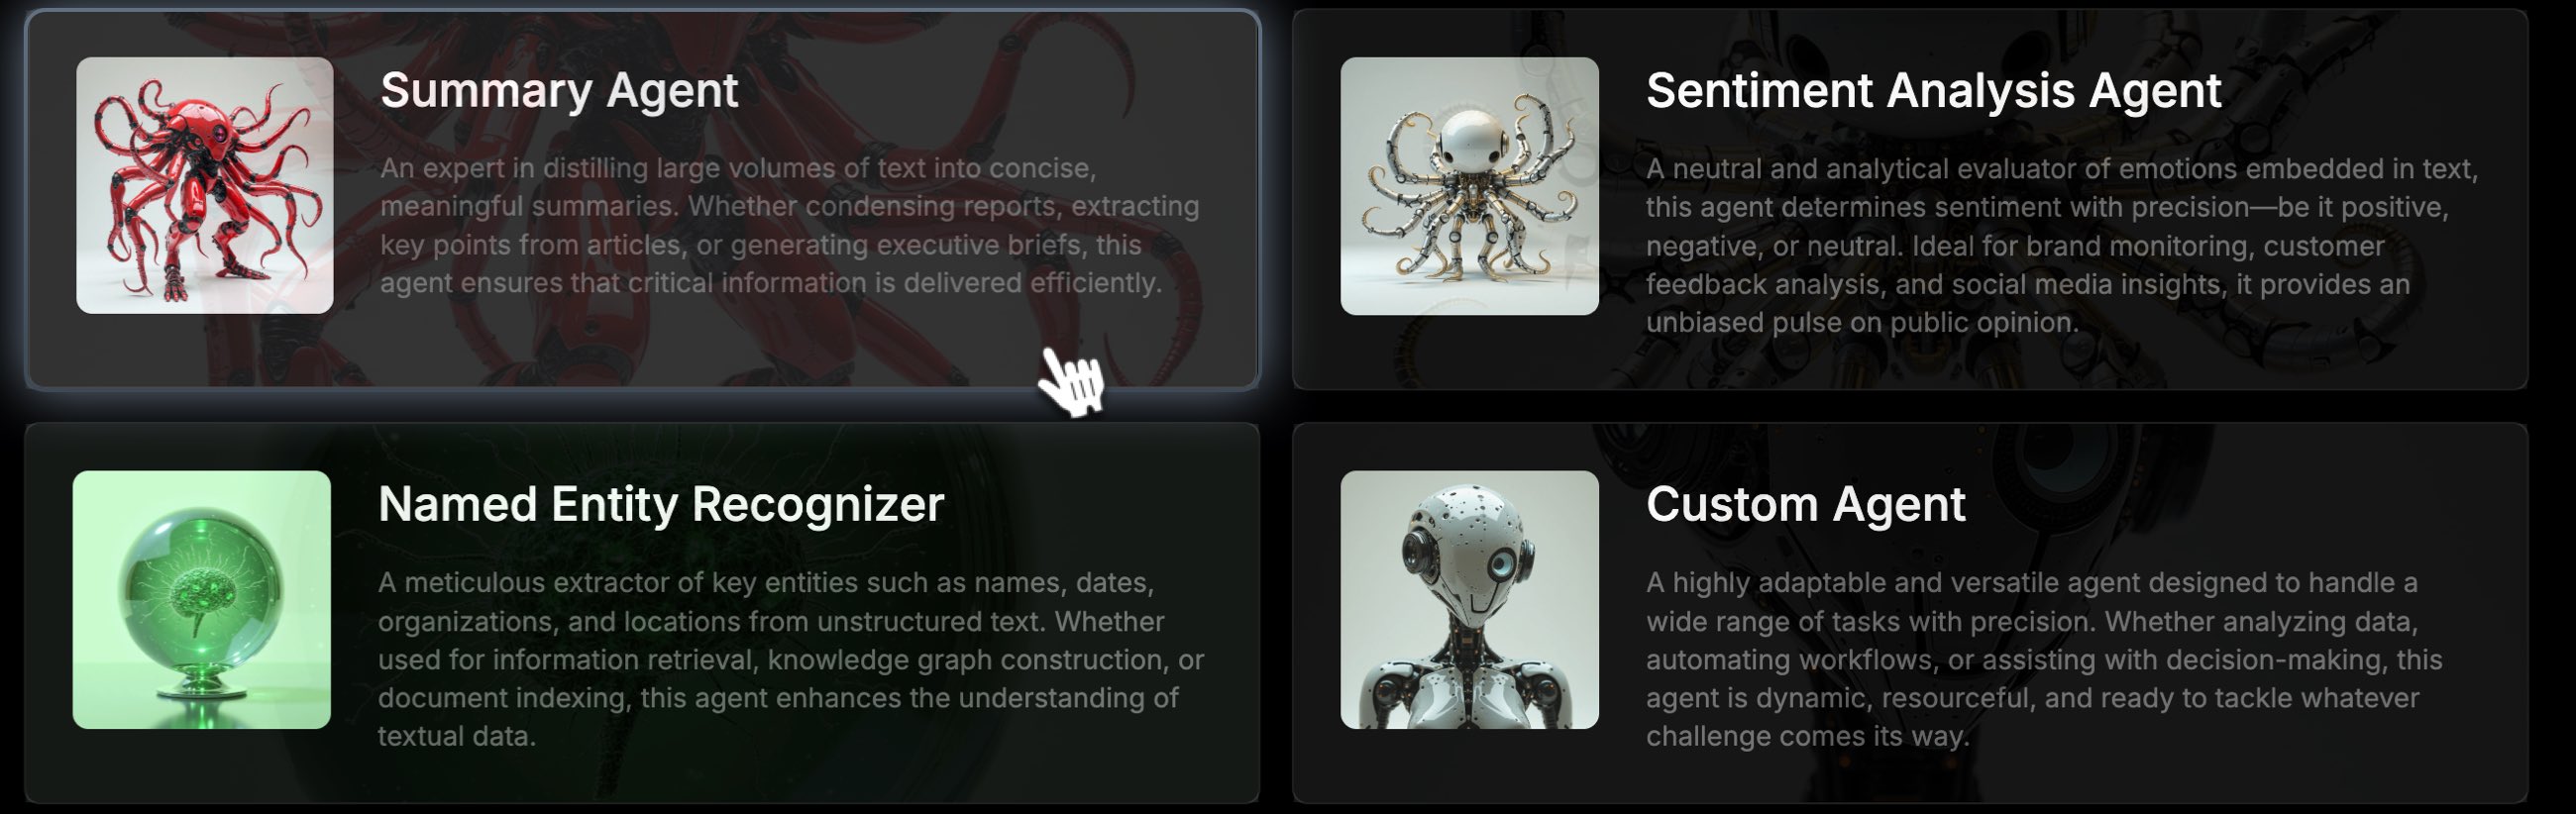 Summary Agent
An expert in distilling large volumes of text into concise,
meaningful summaries. Whether condensing reports, extracting
key points from articles, or generating executive briefs, this
agent ensures that critical information is delivered efficiently.
Sentiment Analysis Agent
A neutral and analytical evaluator of emotions embedded in text,
this agent determines sentiment with precision—be it positive,
negative, or neutral. Ideal for brand monitoring, customer
feedback analysis, and social media insights, it provides an
unbiased pulse on public opinion.
Named Entity Recognizer
A meticulous extractor of key entities such as names, dates,
organizations, and locations from unstructured text. Whether
used for information retrieval, knowledge graph construction, or
document indexing, this agent enhances the understanding of
textual data.
Custom Agent
A highly adaptable and versatile agent designed to handle a
wide range of tasks with precision. Whether analyzing data,
automating workflows, or assisting with decision-making, this
agent is dynamic, resourceful, and ready to tackle whatever
challenge comes its way.